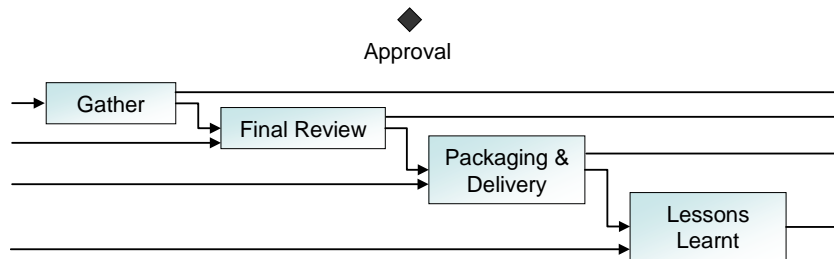 Approval
Gather
Final Review
Packaging &
Delivery
Lessons
Learnt